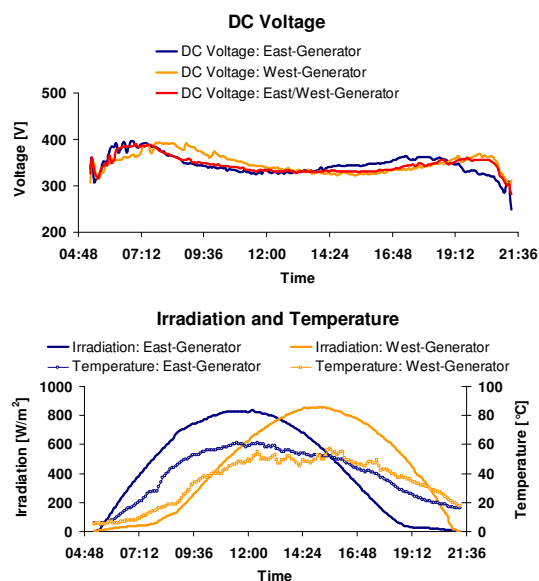 DC Voltage
DC Voltage: East-Generator
DC Voltage: West-Generator
DC Voltage: East/West-Generator
Voltage [V]
500
400
300
200
04:48 07:12 09:36 12:00 14:24 16:48 19:12 21:36
Time
Irradiation and Temperature
Irradiation: East-Generator Irradiation: West-Generator
Temperature: East-Generator Temperature: West-Generator
Irradiation [W/m²]
Temperature [°C]
1000 100
800 80
600 60
400 40
200 20
0 0
04:48 07:12 09:36 12:00 14:24 16:48 19:12 21:36
Time